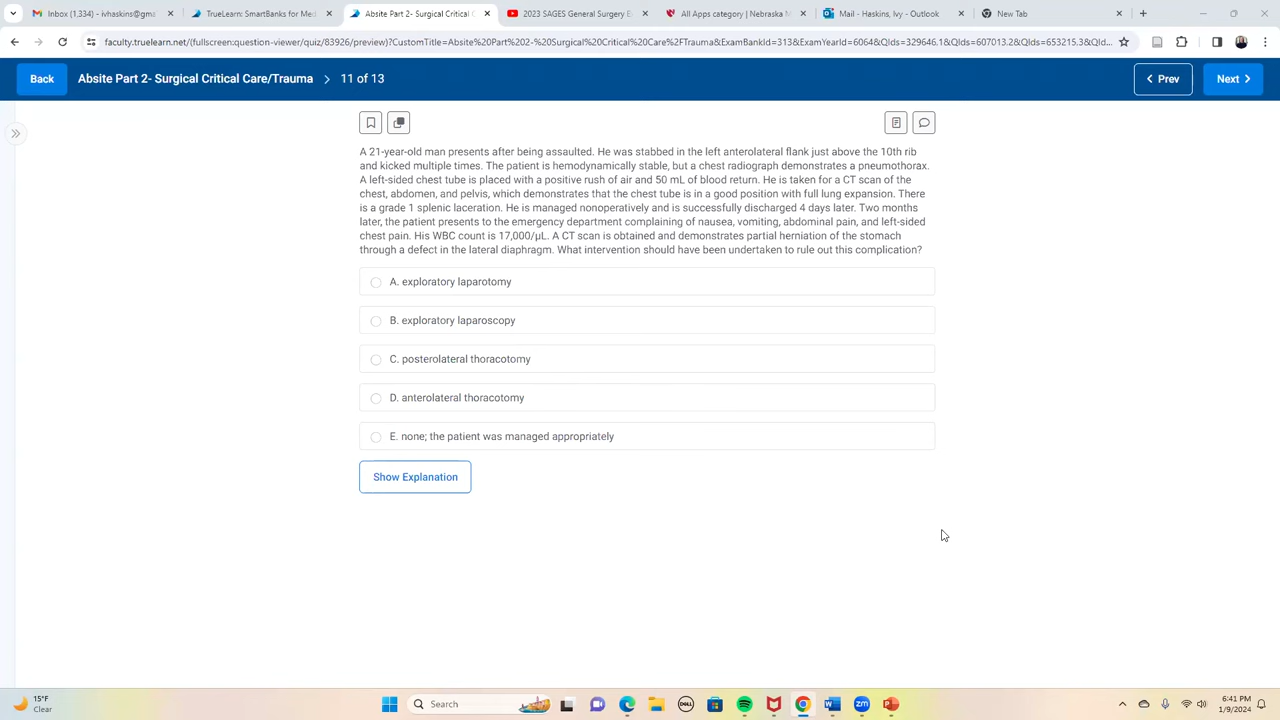 Inbox (1,334) - ivhaskins@gma
TrueLearn: SmartBanks for Med
Absite Part 2- Surgical Critical C
2023 SAGES General Surgery B
All Apps category | Nebraska M
Mail - Haskins, Ivy - Outlook
New Tab
faculty.truelearn.net/(fullscreen:question-viewer/quiz/83926/preview)?CustomTitle=Absite%20Part%202-%20Surgical%20Critical%20Care%2FTrauma&ExamBankId=313&ExamYearId=6064&QIds=329646.1&QIds=607013.2&QIds=653215.3&QIds=60...
Back
Absite Part 2- Surgical Critical Care/Trauma > 11 of 13
Prev
Next
A 21-year-old man presents after being assaulted. He was stabbed in the left anterolateral flank just above the 10th rib
and kicked multiple times. The patient is hemodynamically stable, but a chest radiograph demonstrates a pneumothorax.
A left-sided chest tube is placed with a positive rush of air and 50 mL of blood return. He is taken for a CT scan of the
chest, abdomen, and pelvis, which demonstrates that the chest tube is in a good position with full lung expansion. There
is a grade 1 splenic laceration. He is managed nonoperatively and is successfully discharged 4 days later. Two months
later, the patient presents to the emergency department complaining of nausea, vomiting, abdominal pain, and left-sided
chest pain. His WBC count is 17,000/μL. A CT scan is obtained and demonstrates partial herniation of the stomach
through a defect in the lateral diaphragm. What intervention should have been undertaken to rule out this complication?
A. exploratory laparotomy
B. exploratory laparoscopy
C. posterolateral thoracotomy
D. anterolateral thoracotomy
E. none; the patient was managed appropriately
Show Explanation
15°F
Clear
Search
DELL
zm
6:41 PM
1/9/2024